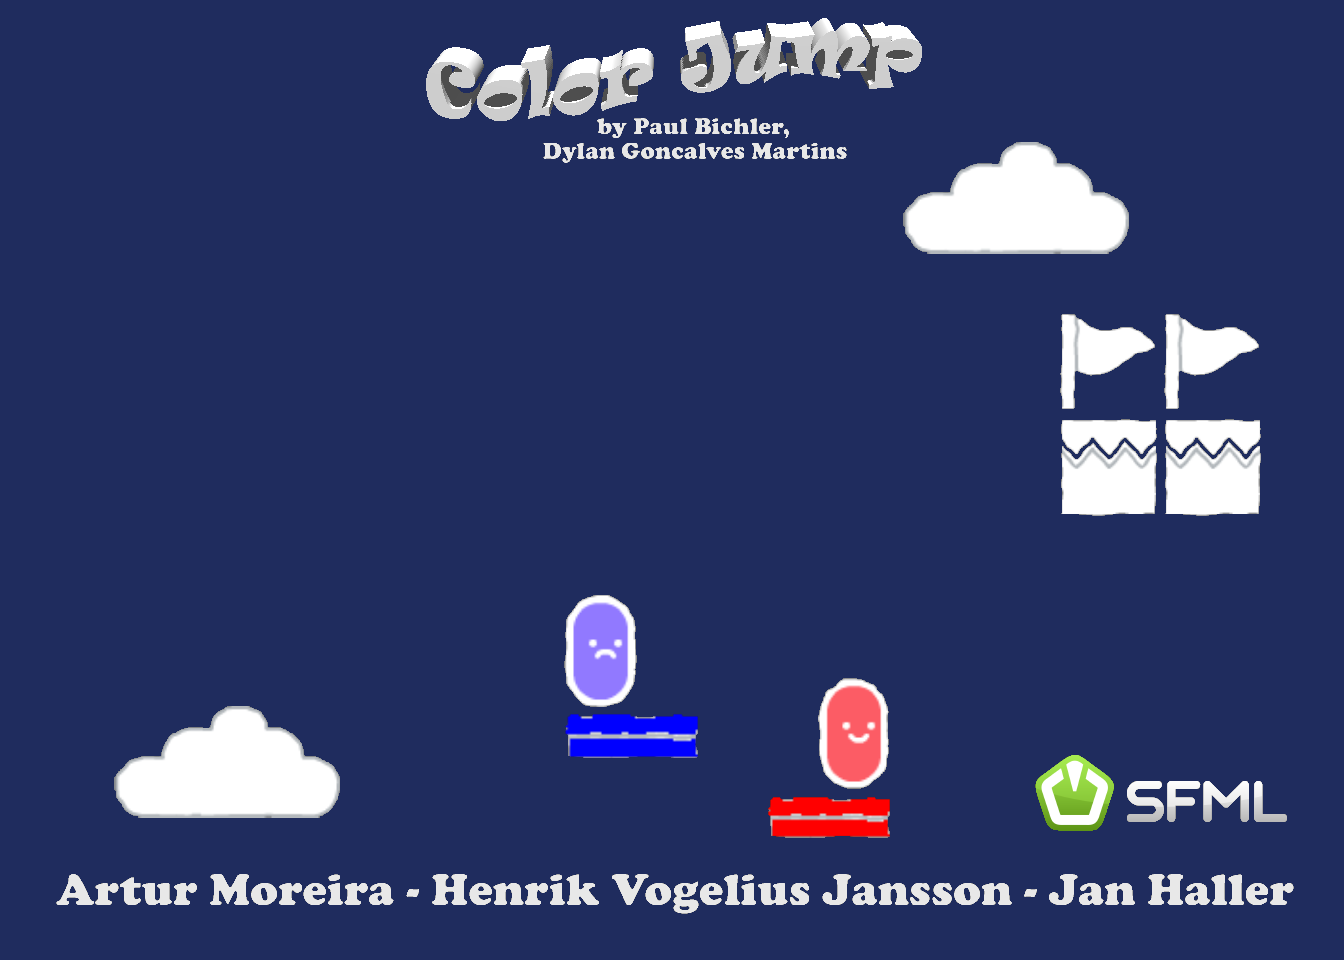 Color Jump
by Paul Bichler,
Dylan Goncalves Martins
SFML
Artur Moreira - Henrik Vogelius Jansson - Jan Haller